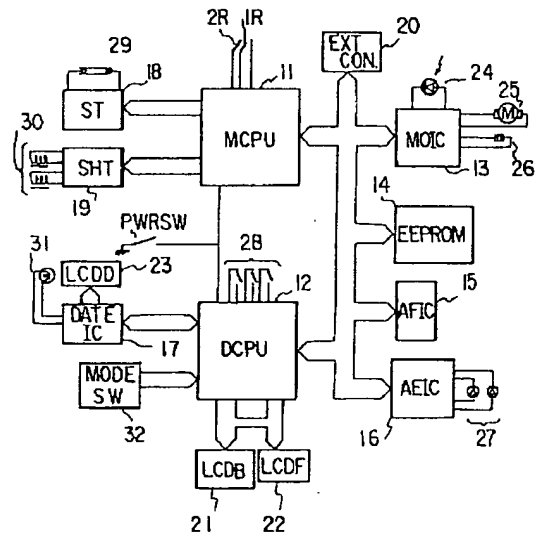 2R 1R
29
18
ST
11
MCPU
EXT
CON.
20
24
25
M
MOIC
26
13
30
SHT
19
14
EEPROM
PWRSW
31
LCDD
23
28
12
15
AFIC
DATE
IC
17
DCPU
MODE
SW
32
AEIC
16
27
LCDB
LCDF
21
22